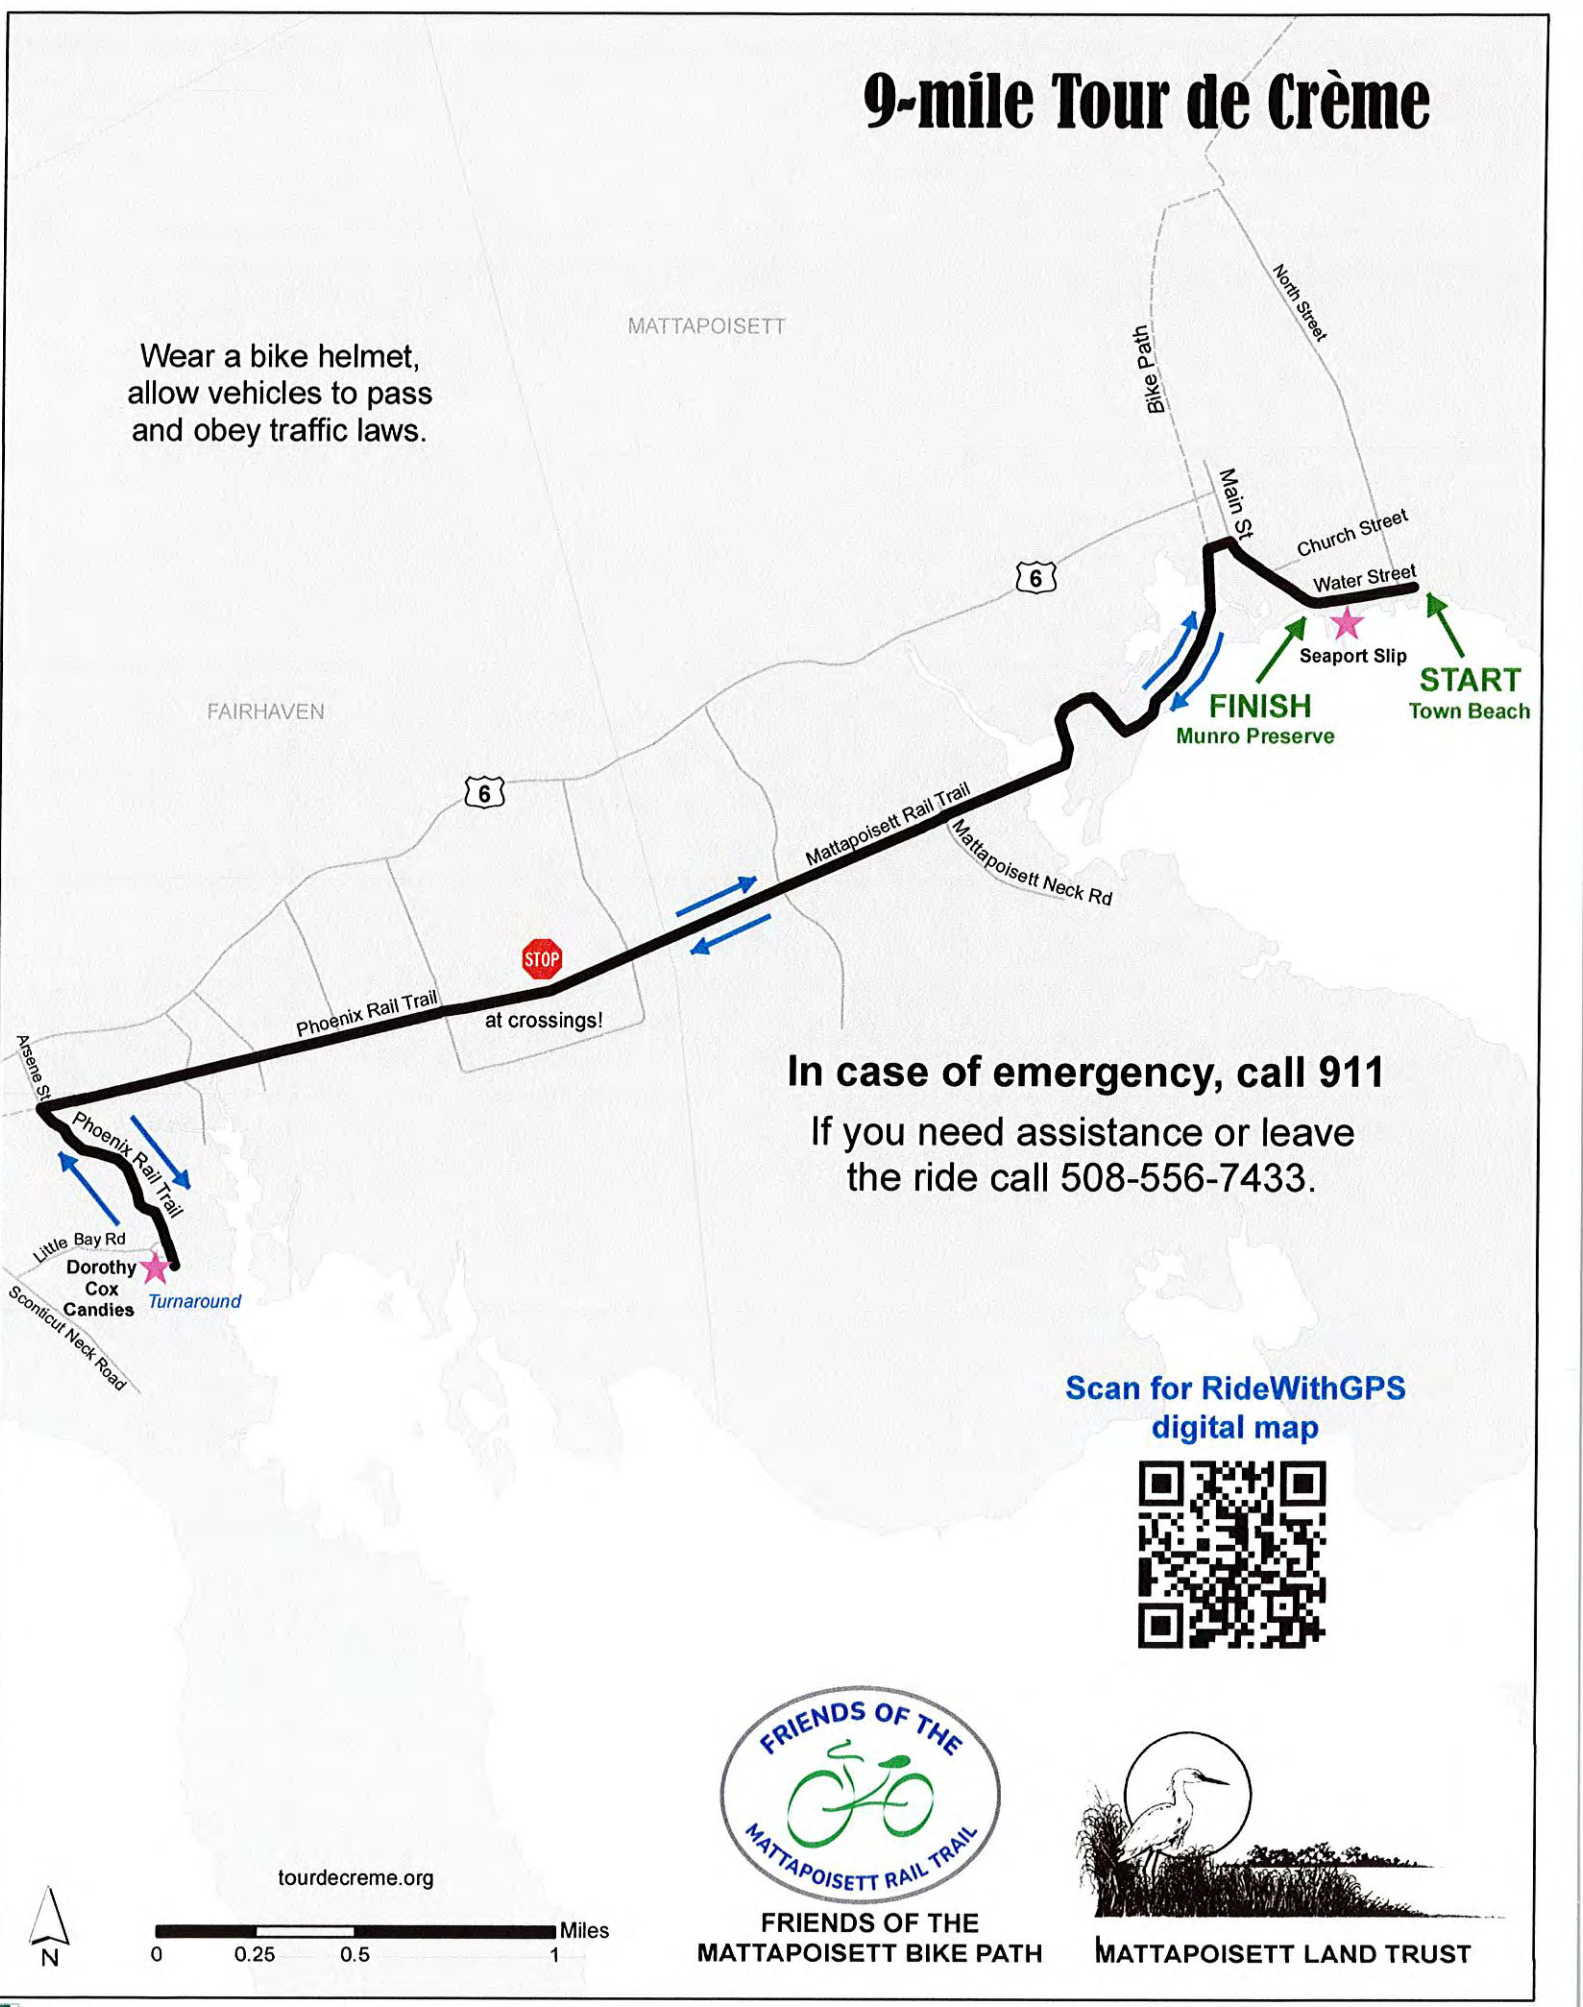 9-mile Tour de Crème
Wear a bike helmet,
allow vehicles to pass
and obey traffic laws.
MATTAPOISETT
North Street
Bike Path
Main St
Church Street
Water Street
6
Seaport Slip
START
Town Beach
FINISH
Munro Preserve
FAIRHAVEN
6
Mattapoisett Rail Trail
Mattapoisett Neck Rd
STOP
at crossings!
Phoenix Rail Trail
Arsene St
Phoenix Rail Trail
Little Bay Rd
Dorothy
Cox
Candies
Turnaround
Sconticut Neck Road
In case of emergency, call 911
If you need assistance or leave
the ride call 508-556-7433.
Scan for RideWithGPS
digital map
FRIENDS OF THE
MATTAPOISETT RAIL TRAIL
FRIENDS OF THE
MATTAPOISETT BIKE PATH
MATTAPOISETT LAND TRUST
tourdecreme.org
Miles
0 0.25 0.5 1
N